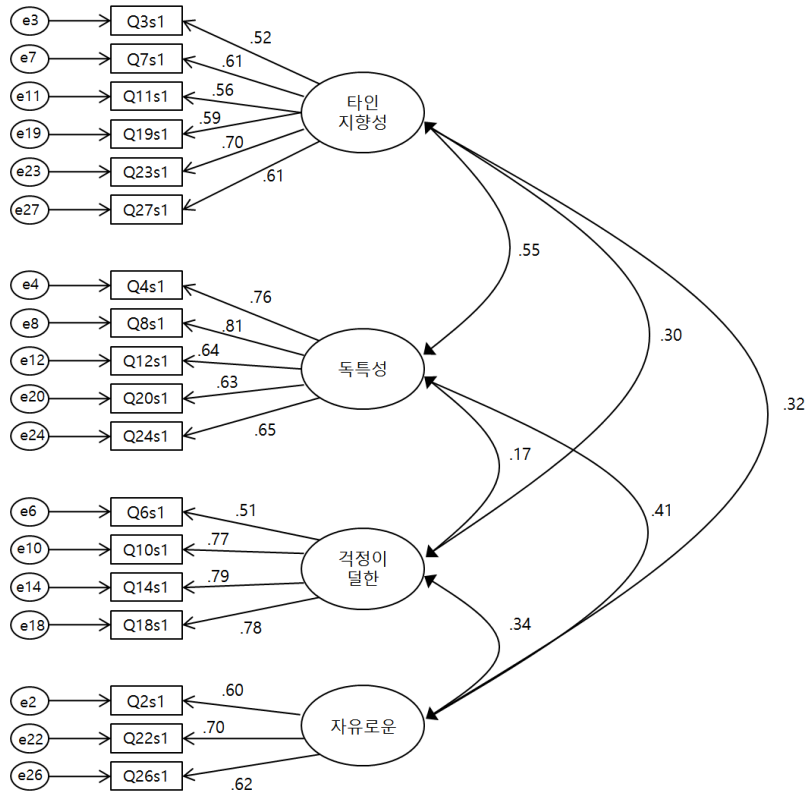 e3 Q3s1 .52
e7 Q7s1 .61
e11 Q11s1 .56
타인
지향성
e19 Q19s1 .59
e23 Q23s1 .70
e27 Q27s1 .61
.55
e4 Q4s1 .76
e8 Q8s1 .81
.30
e12 Q12s1 .64
독특성
e20 Q20s1 .63
.32
e24 Q24s1 .65
.17
e6 Q6s1 .51
.41
e10 Q10s1 .77
걱정이
덜한
e14 Q14s1 .79
e18 Q18s1 .78
.34
e2 Q2s1 .60
자유로운
e22 Q22s1 .70
e26 Q26s1 .62